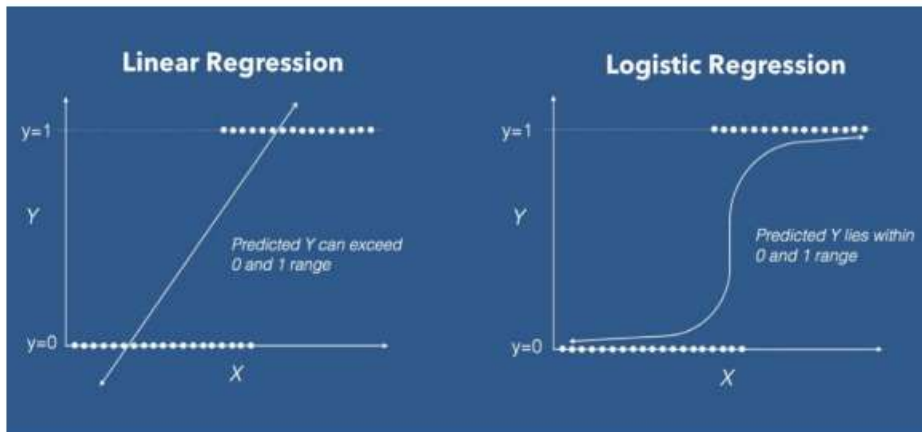 Linear Regression
y=1
Y
Predicted Y can exceed
0 and 1 range
y=0
X
Logistic Regression
y=1
Y
Predicted Y lies within
0 and 1 range
y=0
X